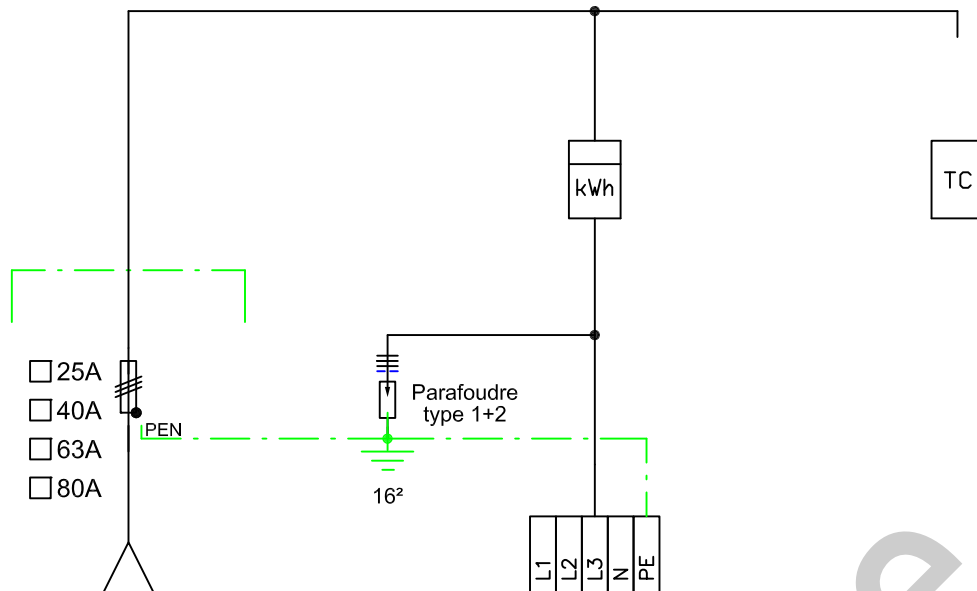 kWh
TC
25A
40A
63A
80A
PEN
Parafoudre
type 1+2
16²
L1
L2
L3
N
PE
e